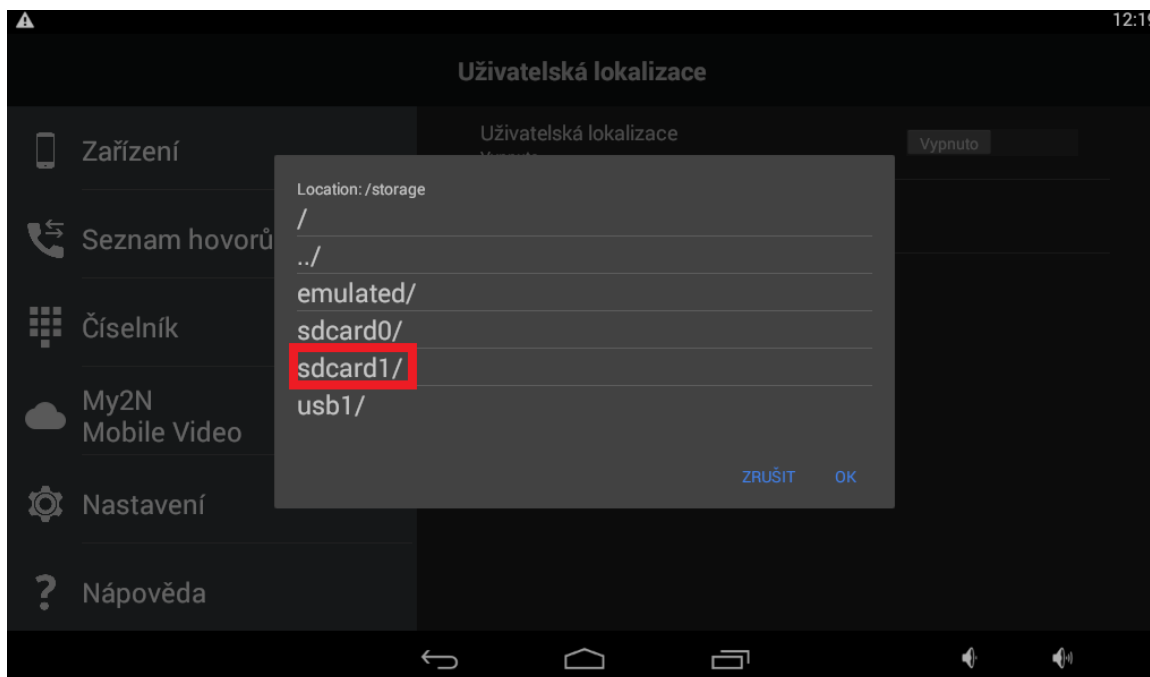 12:19
Uživatelská lokalizace
Zařízení
Seznam hovorů
Číselník
My2N
Mobile Video
Nastavení
Nápověda
Uživatelská lokalizace
Vypnuto
Location: /storage
/
../
emulated/
sdcard0/
sdcard1/
usb1/
ZRUŠIT OK